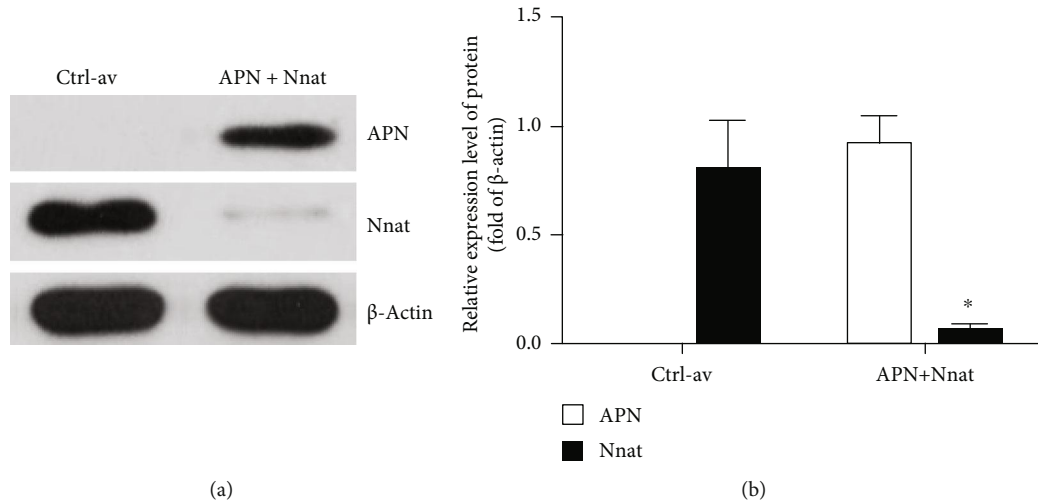 Ctrl-av APN + Nnat
APN
Nnat
β-Actin
(a)
Relative expression level of protein
(fold of β-actin)
1.5
1.0
0.5
0.0
*
Ctrl-av APN+Nnat
APN
Nnat
(b)